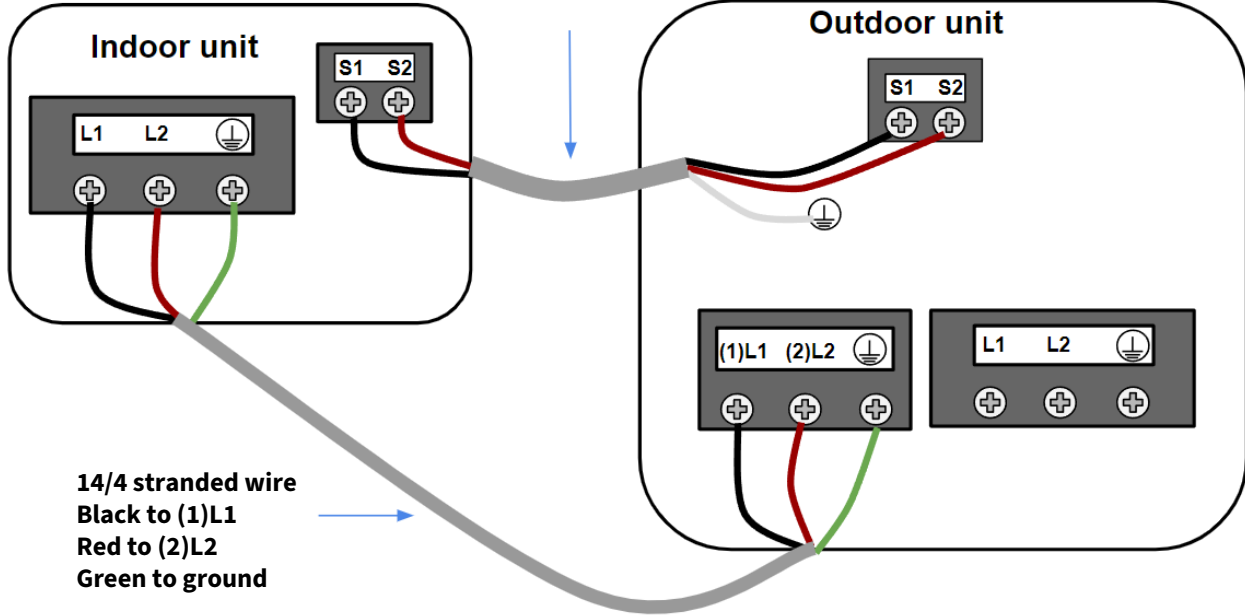 Indoor unit
S1 S2
L1 L2
Outdoor unit
S1 S2
(1)L1 (2)L2
L1 L2
14/4 stranded wire
Black to (1)L1
Red to (2)L2
Green to ground